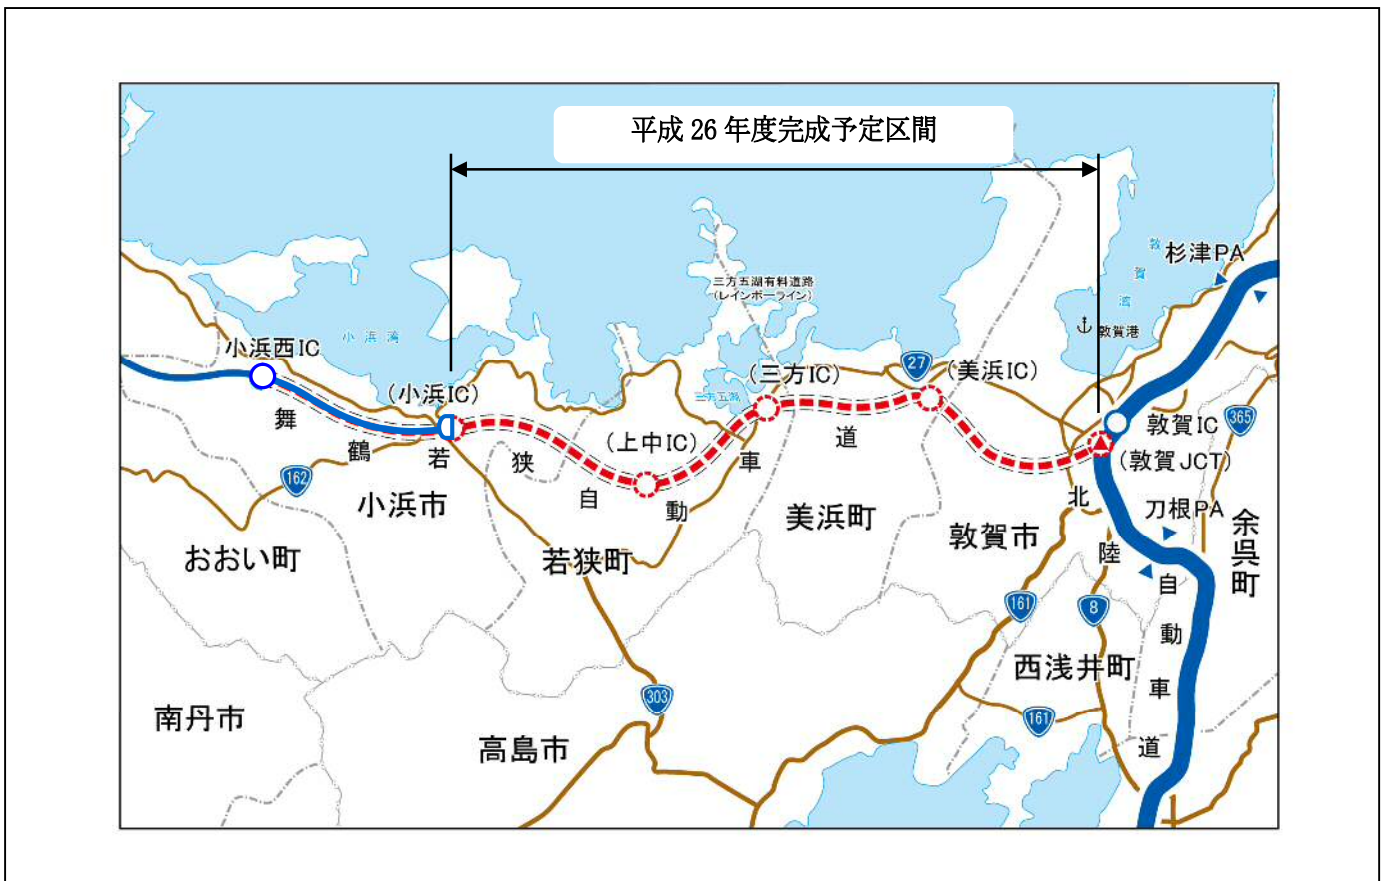 平成 26 年度完成予定区間
杉津PA
敦賀湾
三方五湖有料道路
(レインボーライン)
敦賀港
小浜湾
小浜西IC
(三方IC)
27
(美浜IC)
(小浜IC)
三方五湖
敦賀IC
365
(上中IC)
(敦賀JCT)
舞鶴若狭自動車道
162
小浜市
美浜町
刀根PA
敦賀市
余呉町
おおい町
若狭町
北陸自動車道
161
8
西浅井町
303
161
南丹市
高島市